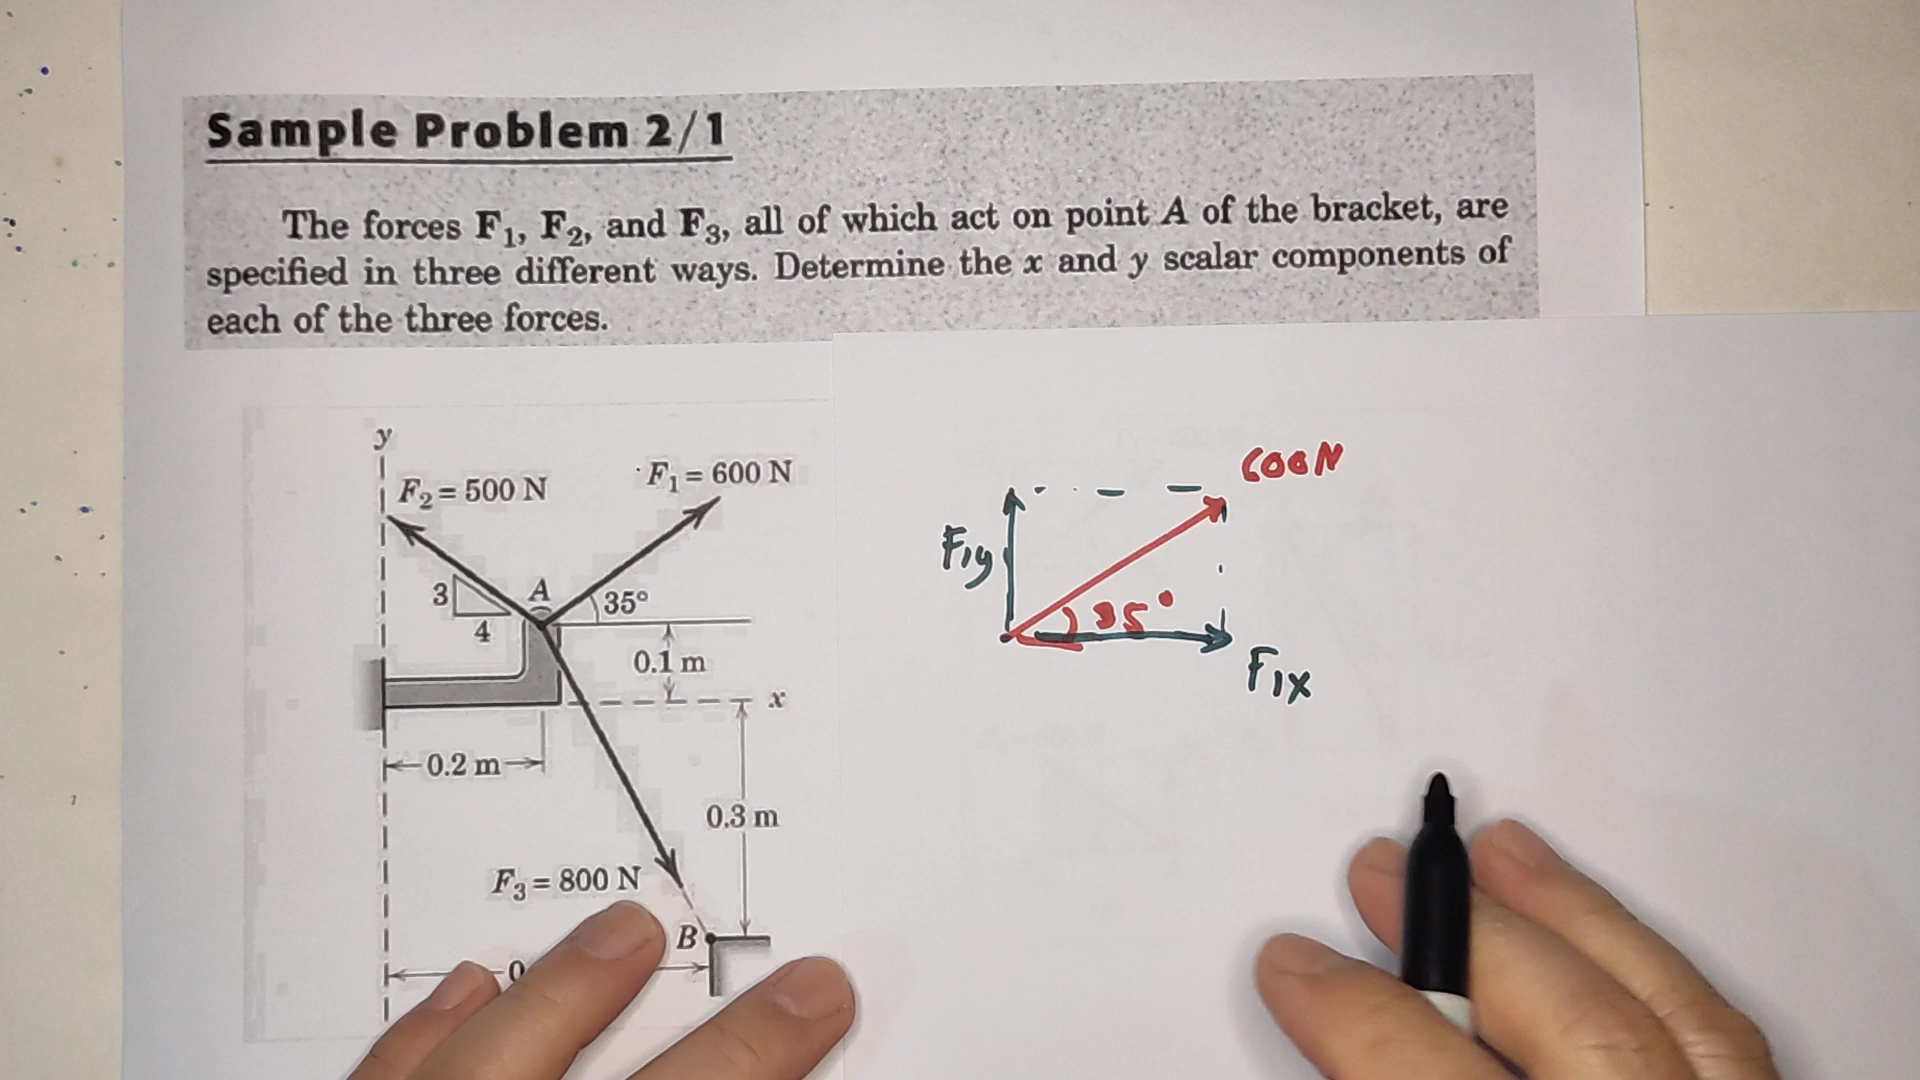 Sample Problem 2/1
The forces F₁, F₂, and F₃, all of which act on point A of the bracket, are
specified in three different ways. Determine the x and y scalar components of
each of the three forces.
y
F₂ = 500 N
F₁ = 600 N
3
4
A
35°
0.1 m
x
0.2 m
0.3 m
F₃ = 800 N
B
0
600N
F1y
35°
F1x